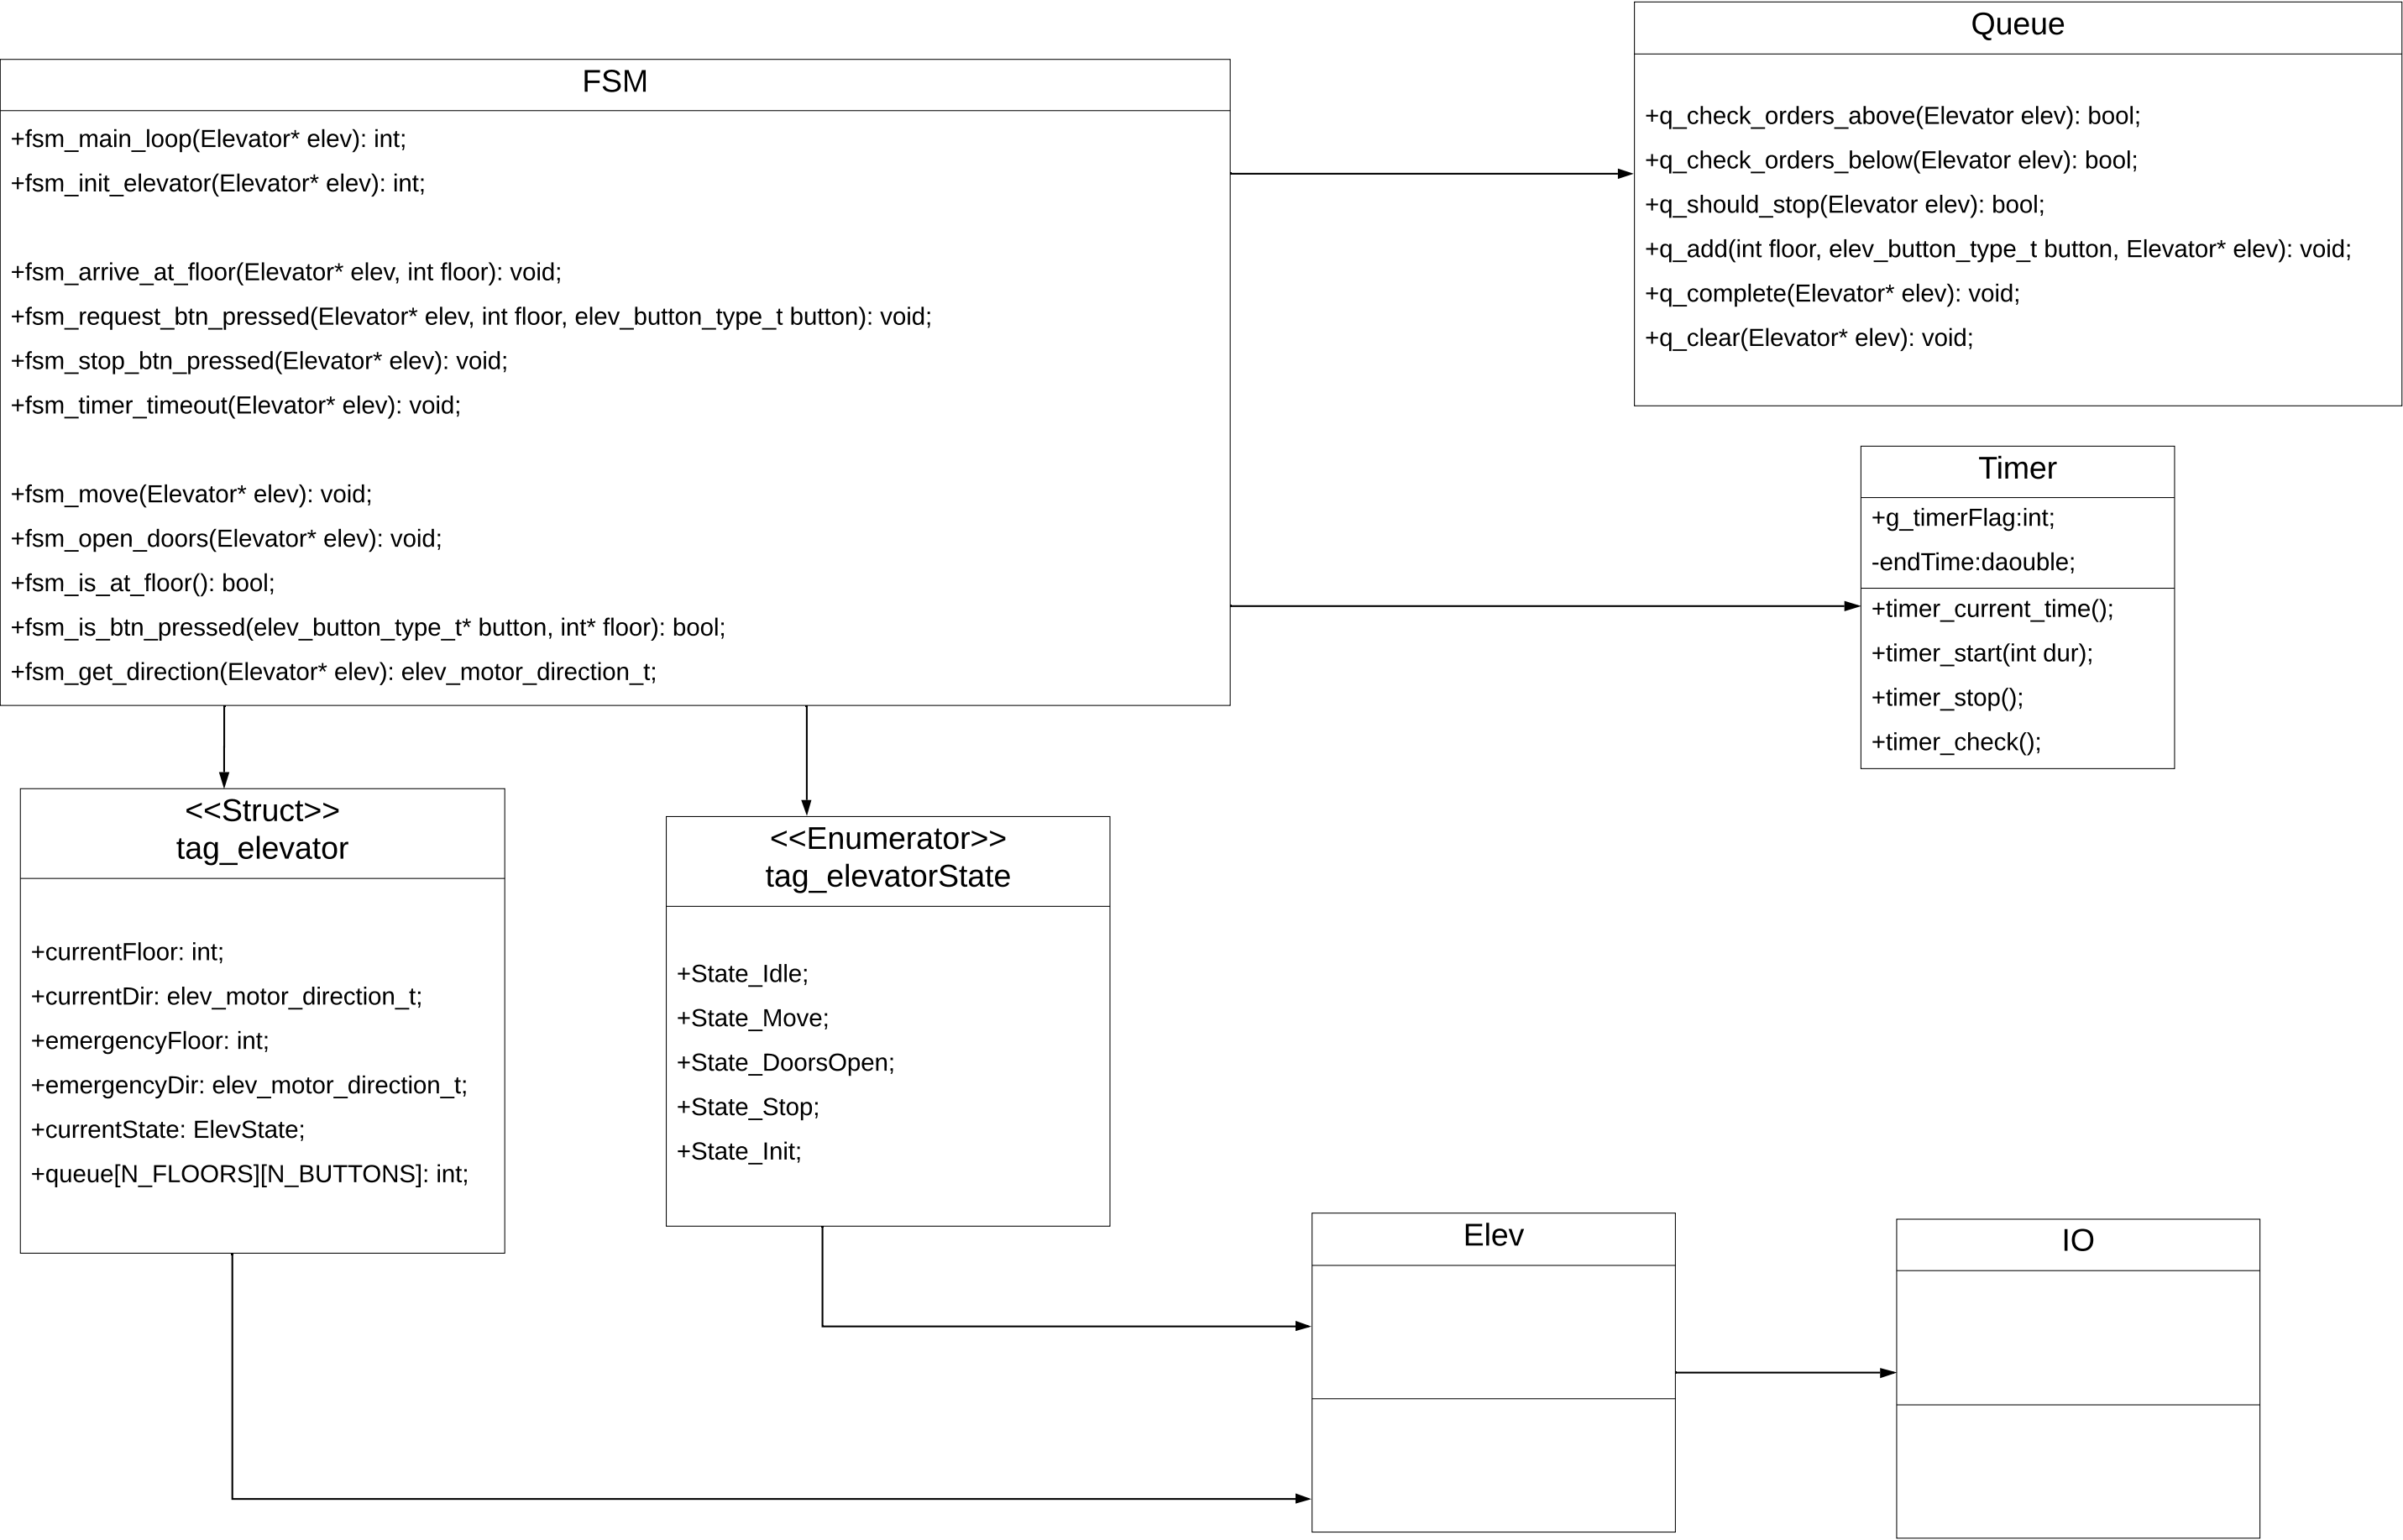 FSM
+fsm_main_loop(Elevator* elev): int;
+fsm_init_elevator(Elevator* elev): int;
+fsm_arrive_at_floor(Elevator* elev, int floor): void;
+fsm_request_btn_pressed(Elevator* elev, int floor, elev_button_type_t button): void;
+fsm_stop_btn_pressed(Elevator* elev): void;
+fsm_timer_timeout(Elevator* elev): void;
+fsm_move(Elevator* elev): void;
+fsm_open_doors(Elevator* elev): void;
+fsm_is_at_floor(): bool;
+fsm_is_btn_pressed(elev_button_type_t* button, int* floor): bool;
+fsm_get_direction(Elevator* elev): elev_motor_direction_t;
Queue
+q_check_orders_above(Elevator elev): bool;
+q_check_orders_below(Elevator elev): bool;
+q_should_stop(Elevator elev): bool;
+q_add(int floor, elev_button_type_t button, Elevator* elev): void;
+q_complete(Elevator* elev): void;
+q_clear(Elevator* elev): void;
Timer
+g_timerFlag:int;
-endTime:daouble;
+timer_current_time();
+timer_start(int dur);
+timer_stop();
+timer_check();
<<Struct>>
tag_elevator
+currentFloor: int;
+currentDir: elev_motor_direction_t;
+emergencyFloor: int;
+emergencyDir: elev_motor_direction_t;
+currentState: ElevState;
+queue[N_FLOORS][N_BUTTONS]: int;
<<Enumerator>>
tag_elevatorState
+State_Idle;
+State_Move;
+State_DoorsOpen;
+State_Stop;
+State_Init;
Elev
IO